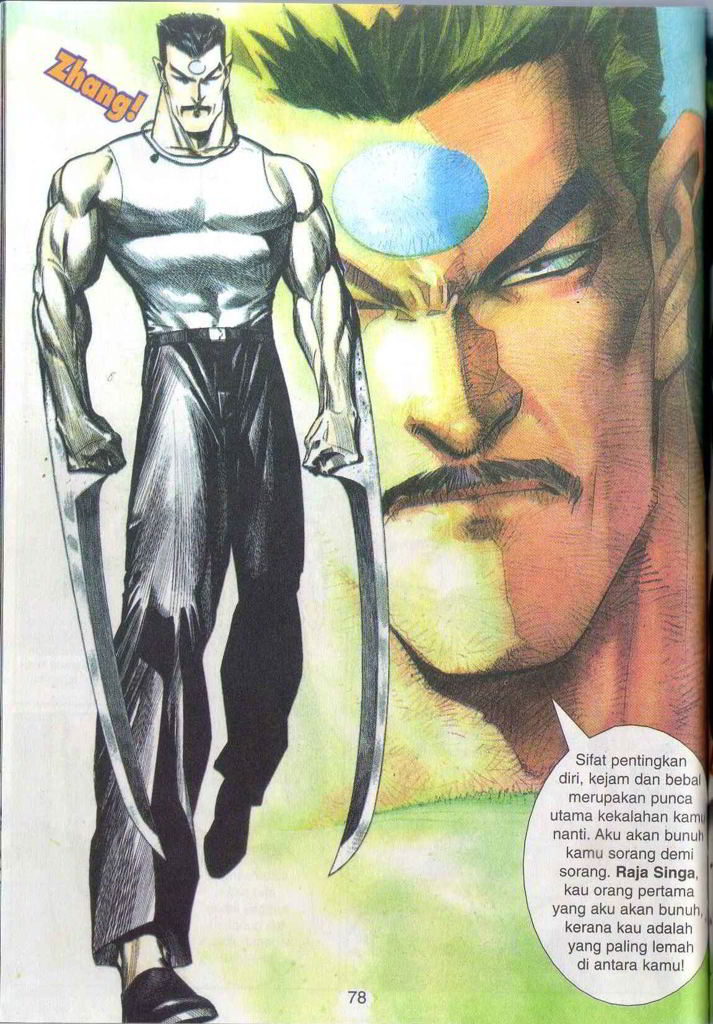 Zhang!
Sifat pentingkan
diri, kejam dan bebal
merupakan punca
utama kekalahan kamu
nanti. Aku akan bunuh
kamu sorang demi
sorang. Raja Singa,
kau orang pertama
yang aku akan bunuh,
kerana kau adalah
yang paling lemah
di antara kamu!
78